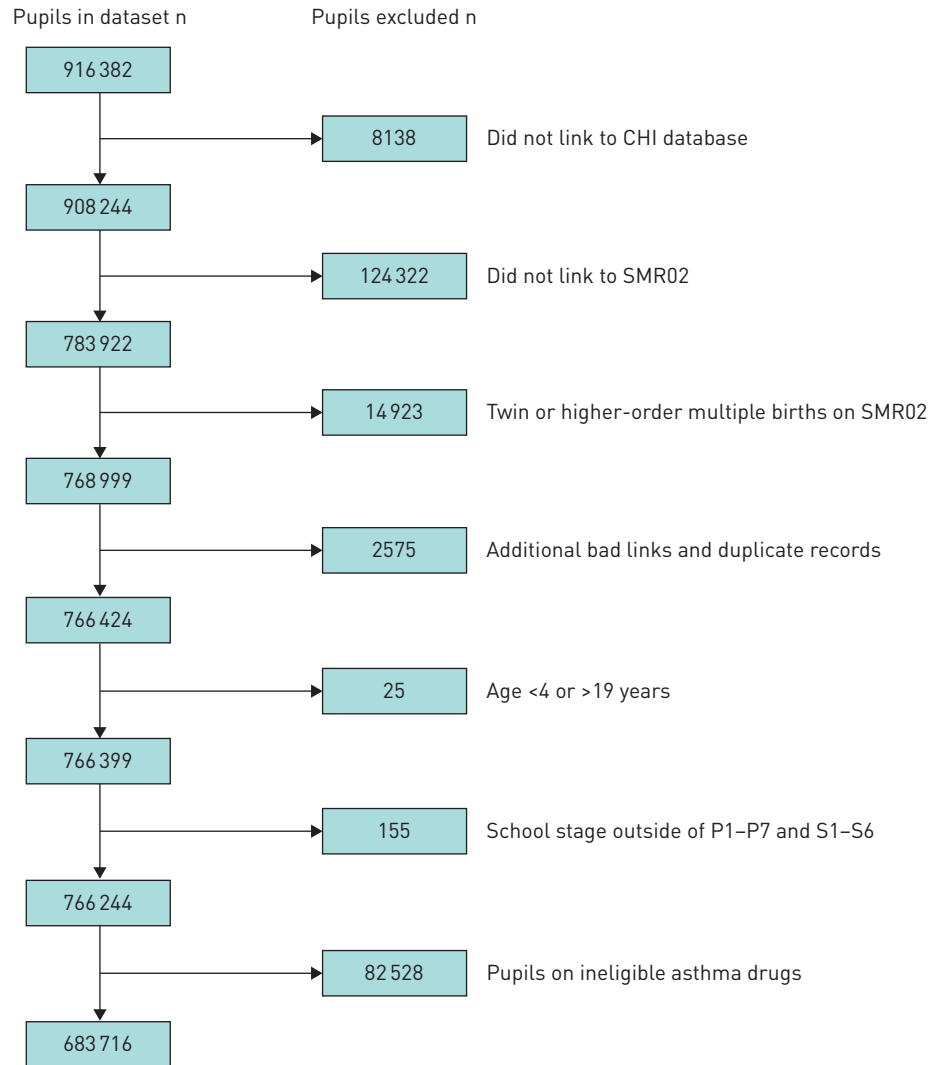 Pupils in dataset n Pupils excluded n
916 382
8138 Did not link to CHI database
908 244
124 322 Did not link to SMR02
783 922
14 923 Twin or higher-order multiple births on SMR02
768 999
2575 Additional bad links and duplicate records
766 424
25 Age <4 or >19 years
766 399
155 School stage outside of P1–P7 and S1–S6
766 244
82 528 Pupils on ineligible asthma drugs
683 716